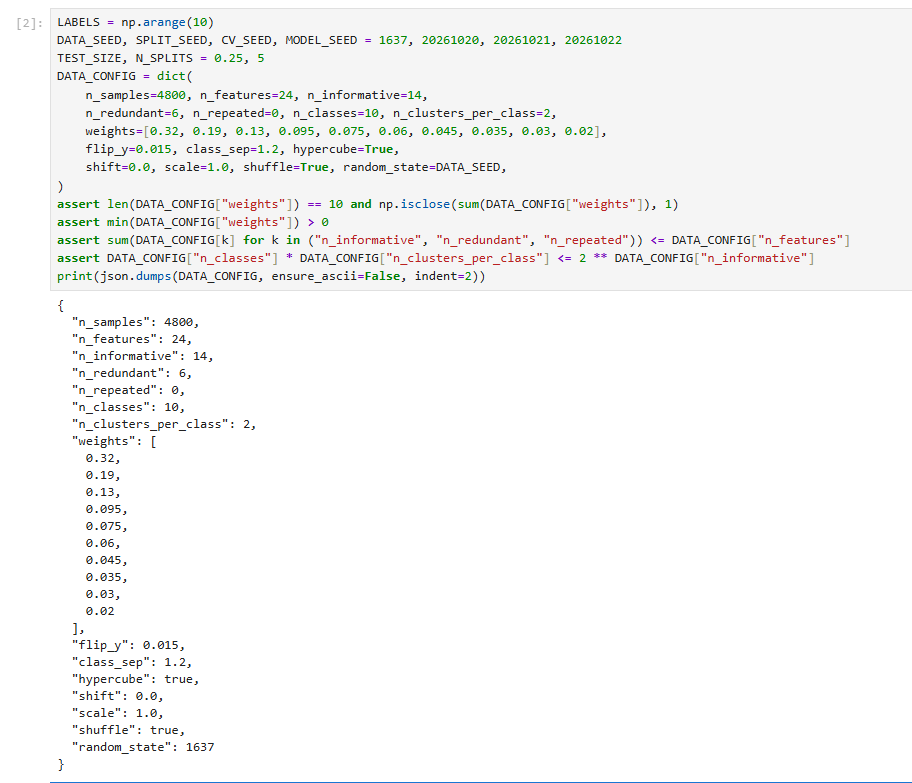 [2]:
LABELS = np.arange(10)
DATA_SEED, SPLIT_SEED, CV_SEED, MODEL_SEED = 1637, 20261020, 20261021, 20261022
TEST_SIZE, N_SPLITS = 0.25, 5
DATA_CONFIG = dict(
    n_samples=4800, n_features=24, n_informative=14,
    n_redundant=6, n_repeated=0, n_classes=10, n_clusters_per_class=2,
    weights=[0.32, 0.19, 0.13, 0.095, 0.075, 0.06, 0.045, 0.035, 0.03, 0.02],
    flip_y=0.015, class_sep=1.2, hypercube=True,
    shift=0.0, scale=1.0, shuffle=True, random_state=DATA_SEED,
)
assert len(DATA_CONFIG["weights"]) == 10 and np.isclose(sum(DATA_CONFIG["weights"]), 1)
assert min(DATA_CONFIG["weights"]) > 0
assert sum(DATA_CONFIG[k] for k in ("n_informative", "n_redundant", "n_repeated")) <= DATA_CONFIG["n_features"]
assert DATA_CONFIG["n_classes"] * DATA_CONFIG["n_clusters_per_class"] <= 2 ** DATA_CONFIG["n_informative"]
print(json.dumps(DATA_CONFIG, ensure_ascii=False, indent=2))
{
  "n_samples": 4800,
  "n_features": 24,
  "n_informative": 14,
  "n_redundant": 6,
  "n_repeated": 0,
  "n_classes": 10,
  "n_clusters_per_class": 2,
  "weights": [
    0.32,
    0.19,
    0.13,
    0.095,
    0.075,
    0.06,
    0.045,
    0.035,
    0.03,
    0.02
  ],
  "flip_y": 0.015,
  "class_sep": 1.2,
  "hypercube": true,
  "shift": 0.0,
  "scale": 1.0,
  "shuffle": true,
  "random_state": 1637
}